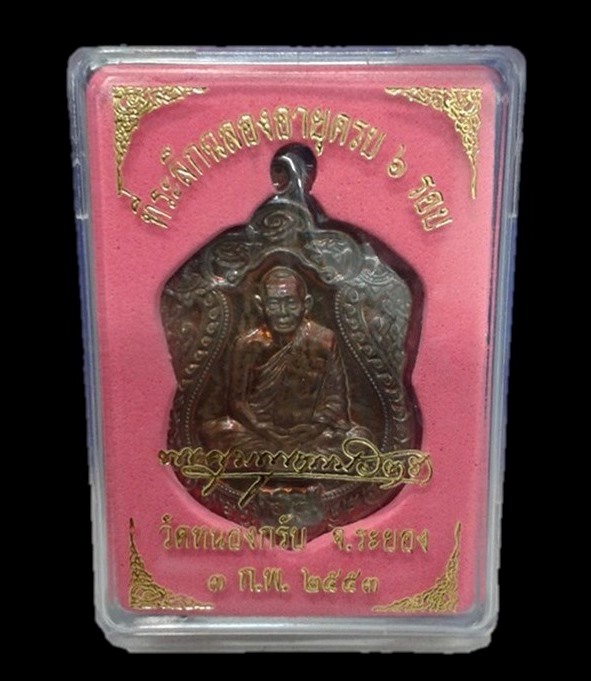 ที่ระลึกฉลองอายุครบ ๖ รอบ
วัดหนองกรับ จ.ระยอง
๓ ก.พ. ๒๕๕๓